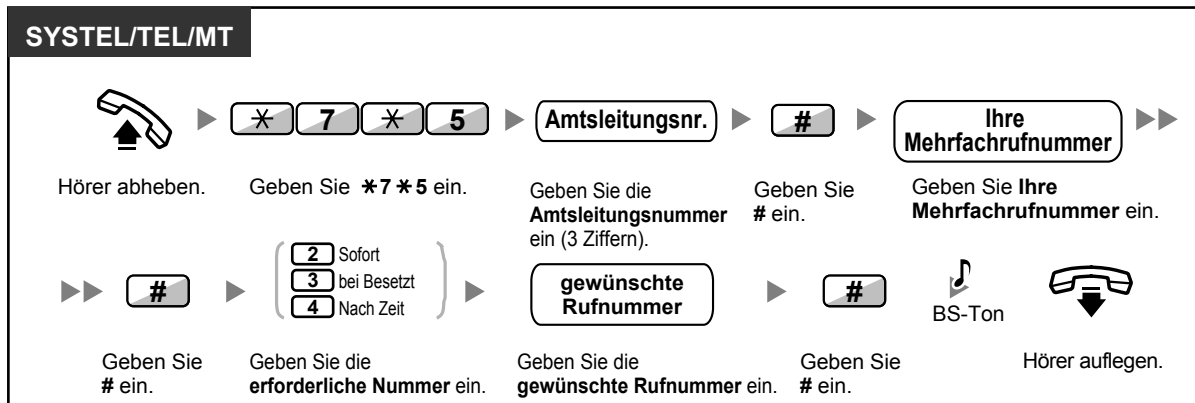 SYSTEL/TEL/MT
✳ 7 ✳ 5 Amtsleitungsnr. # Ihre
Mehrfachrufnummer
Hörer abheben.
Geben Sie ✳7✳5 ein.
Geben Sie die
Amtsleitungsnummer
ein (3 Ziffern).
Geben Sie
# ein.
Geben Sie Ihre
Mehrfachrufnummer ein.
#
2 Sofort
3 bei Besetzt
4 Nach Zeit
gewünschte
Rufnummer
#
BS-Ton
Geben Sie
# ein.
Geben Sie die
erforderliche Nummer ein.
Geben Sie die
gewünschte Rufnummer ein.
Geben Sie
# ein.
Hörer auflegen.